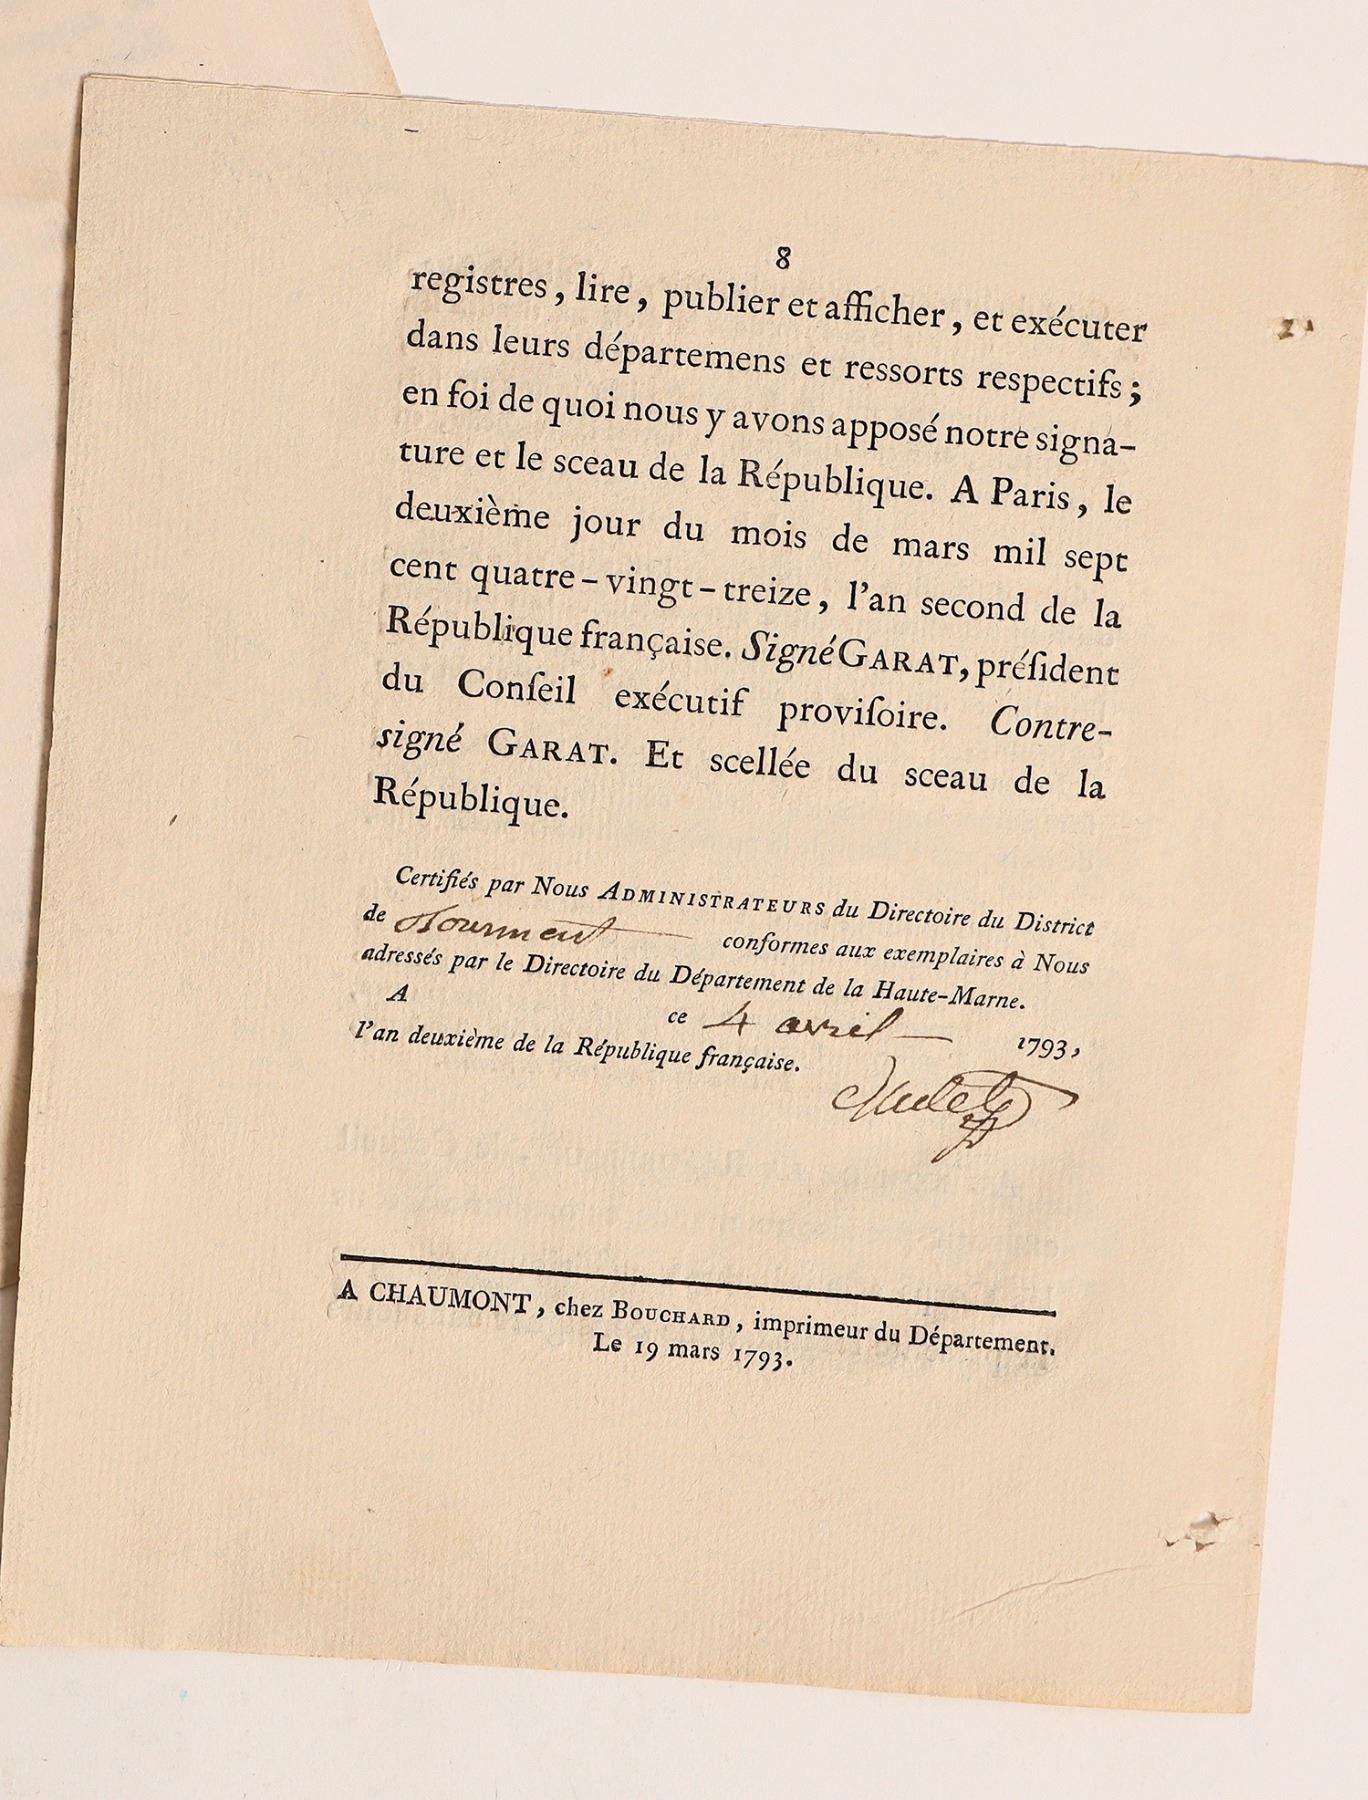 8
registres, lire, publier et afficher, et exécuter
dans leurs départemens et ressorts respectifs;
en foi de quoi nous y avons apposé notre signa-
ture et le sceau de la République. A Paris, le
deuxième jour du mois de mars mil sept
cent quatre-vingt-treize, l'an second de la
République française. Signé GARAT, préſident
du Conſeil exécutif proviſoire. Contre-
signé GARAT. Et scellée du sceau de la
République.
Certifiés par Nous ADMINISTRATEURS du Directoire du District
de Bourmont conformes aux exemplaires à Nous
adressés par le Directoire du Département de la Haute-Marne.
A ce 4 avril 1793,
l'an deuxième de la République française.
A CHAUMONT, chez BOUCHARD, imprimeur du Département.
Le 19 mars 1793.